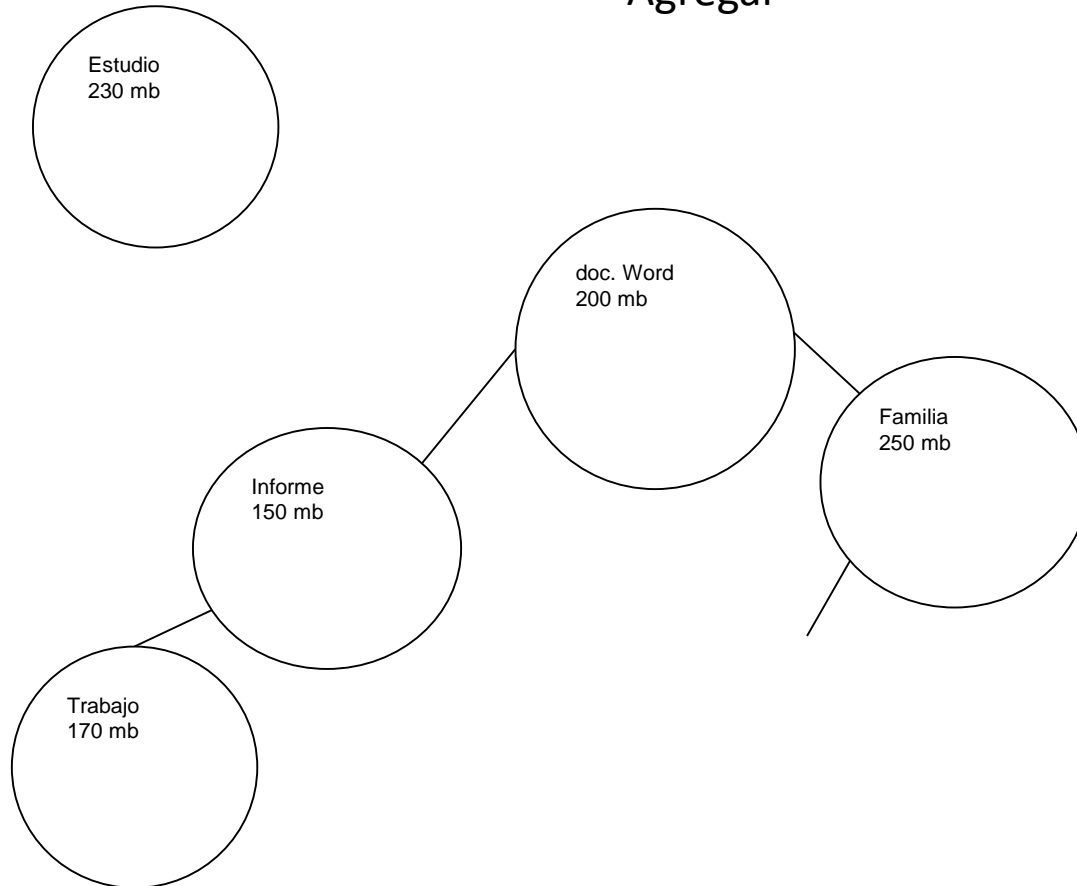 Agregar
Estudio
230 mb
doc. Word
200 mb
Familia
250 mb
Informe
150 mb
Trabajo
170 mb